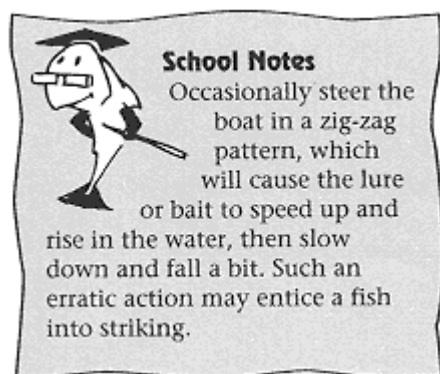 School Notes
Occasionally steer the
boat in a zig-zag
pattern, which
will cause the lure
or bait to speed up and
rise in the water, then slow
down and fall a bit. Such an
erratic action may entice a fish
into striking.